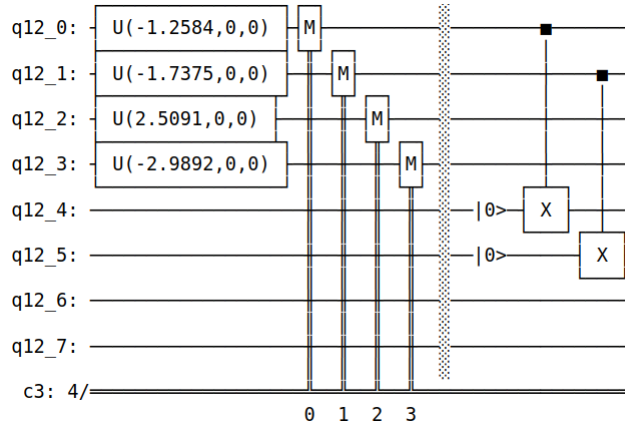 q12_0: U(-1.2584,0,0) M
q12_1: U(-1.7375,0,0) M
q12_2: U(2.5091,0,0) M
q12_3: U(-2.9892,0,0) M
q12_4: |0> X
q12_5: |0> X
q12_6:
q12_7:
c3: 4/
0 1 2 3